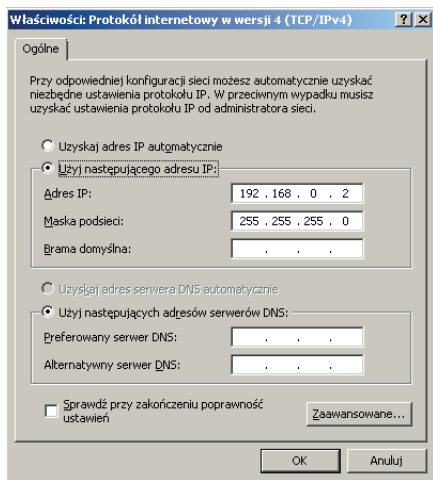 Właściwości: Protokół internetowy w wersji 4 (TCP/IPv4)
Ogólne
Przy odpowiedniej konfiguracji sieci możesz automatycznie uzyskać
niezbędne ustawienia protokołu IP. W przeciwnym wypadku musisz
uzyskać ustawienia protokołu IP od administratora sieci.
Uzyskaj adres IP automatycznie
Użyj następującego adresu IP:
Adres IP: 192 . 168 . 0 . 2
Maska podsieci: 255 . 255 . 255 . 0
Brama domyślna: . . .
Uzyskaj adres serwera DNS automatycznie
Użyj następujących adresów serwerów DNS:
Preferowany serwer DNS: . . .
Alternatywny serwer DNS: . . .
Sprawdź przy zakończeniu poprawność
ustawień
Zaawansowane...
OK Anuluj